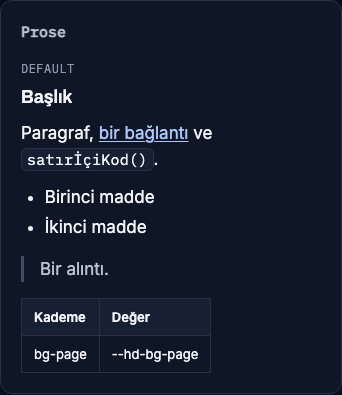 Prose
DEFAULT
Başlık
Paragraf, bir bağlantı ve
satırİçiKod().
• Birinci madde
• İkinci madde
Bir alıntı.
Kademe Değer
bg-page --hd-bg-page